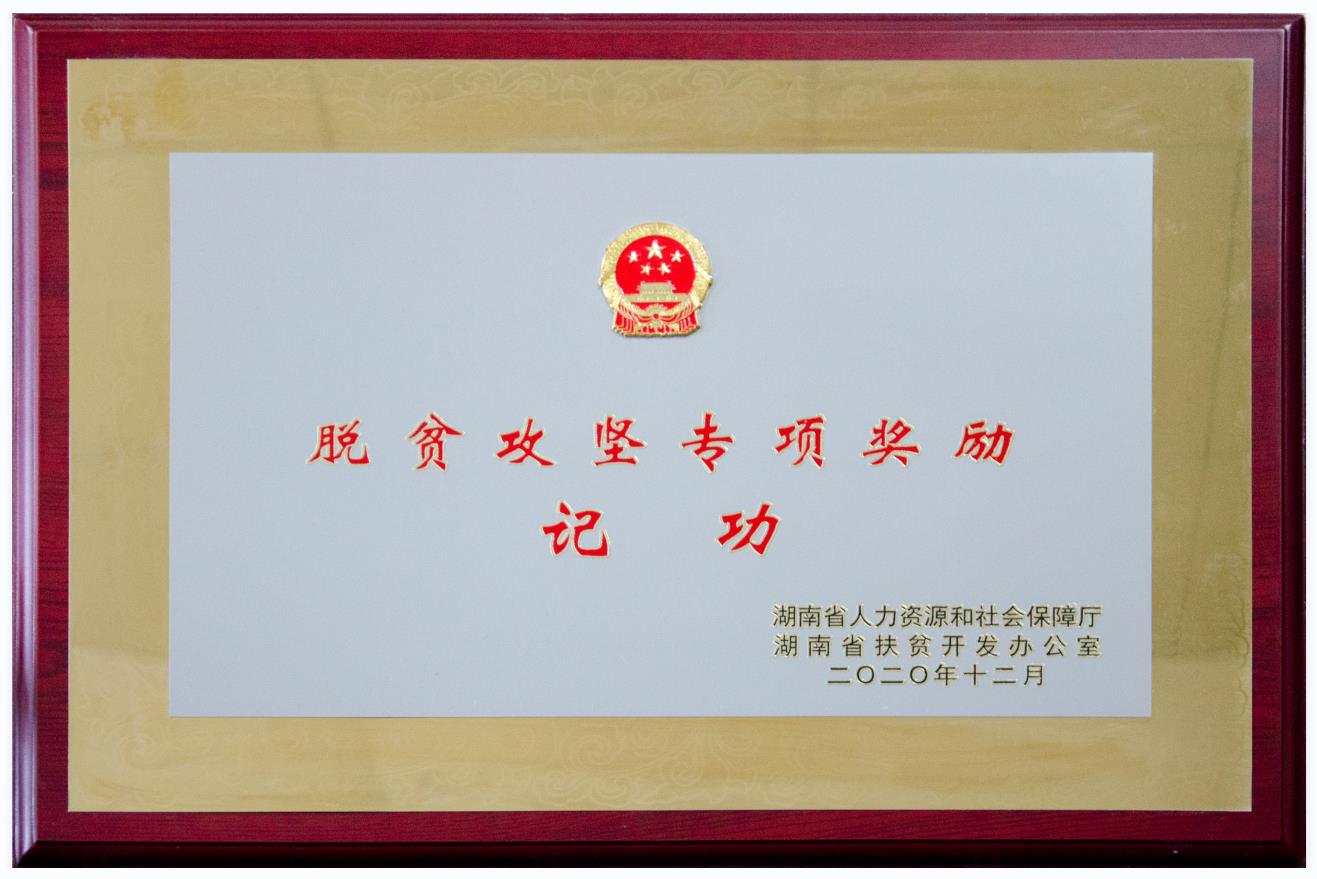 脱贫攻坚专项奖励
记功
湖南省人力资源和社会保障厅
湖南省扶贫开发办公室
二〇二〇年十二月